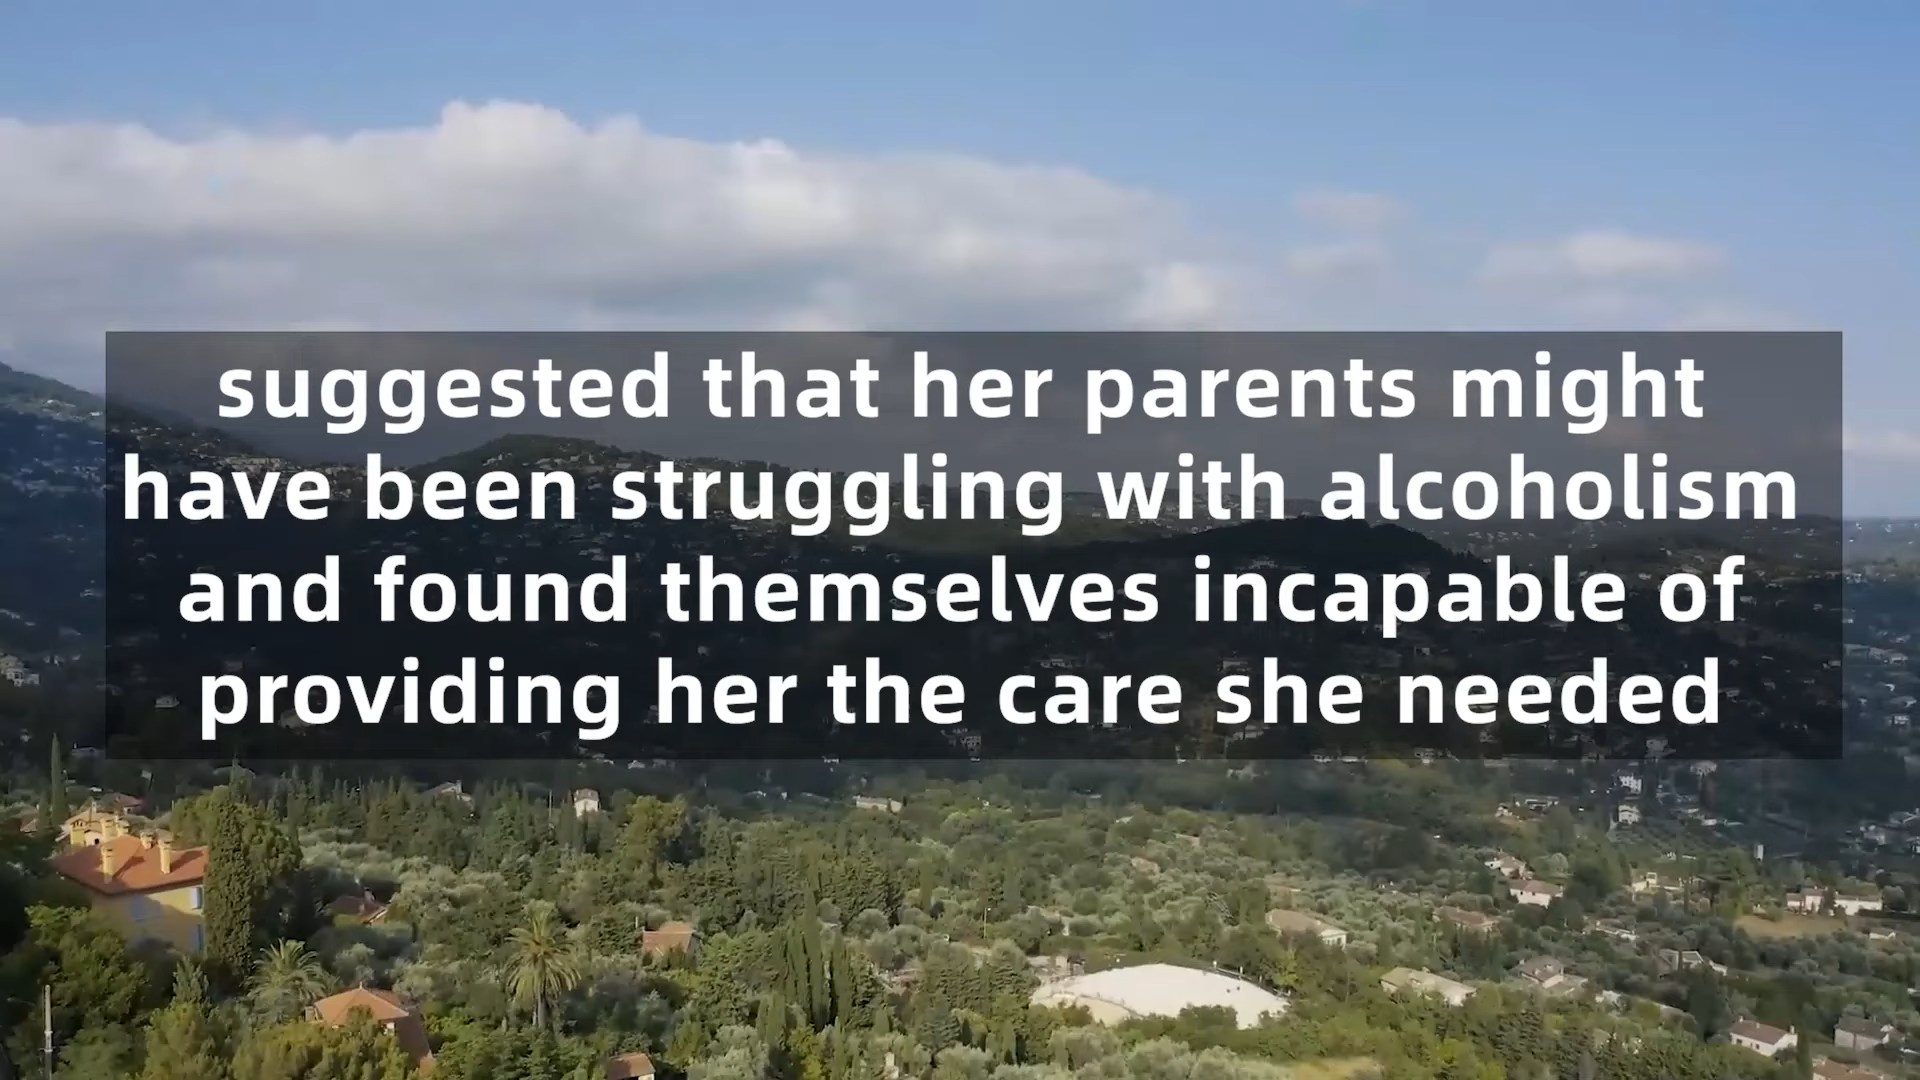 suggested that her parents might
have been struggling with alcoholism
and found themselves incapable of
providing her the care she needed